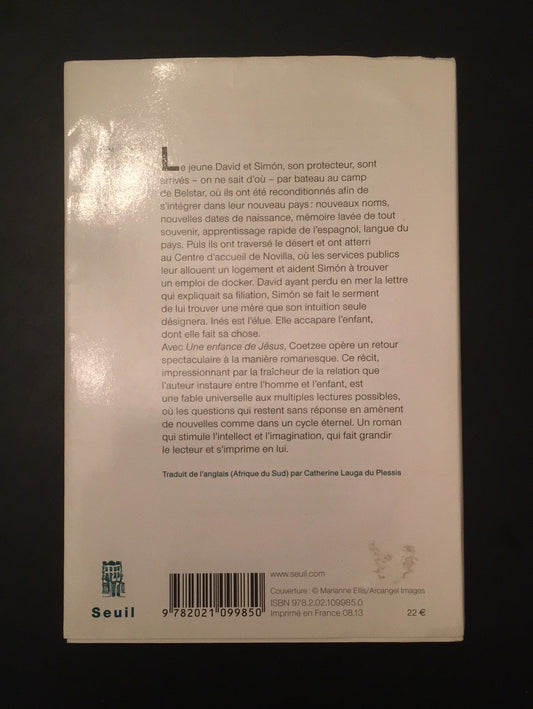 Le jeune David et Simón, son protecteur, sont
arrivés – on ne sait d'où – par bateau au camp
de Belstar, où ils ont été reconditionnés afin de
s'intégrer dans leur nouveau pays : nouveaux noms,
nouvelles dates de naissance, mémoire lavée de tout
souvenir, apprentissage rapide de l'espagnol, langue du
pays. Puis ils ont traversé le désert et ont atterri
au Centre d'accueil de Novilla, où les services publics
leur allouent un logement et aident Simón à trouver
un emploi de docker. David ayant perdu en mer la lettre
qui expliquait sa filiation, Simón se fait le serment
de lui trouver une mère que son intuition seule
désignera. Inés est l'élue. Elle accapare l'enfant,
dont elle fait sa chose.
Avec Une enfance de Jésus, Coetzee opère un retour
spectaculaire à la manière romanesque. Ce récit,
impressionnant par la fraîcheur de la relation que
l'auteur instaure entre l'homme et l'enfant, est
une fable universelle aux multiples lectures possibles,
où les questions qui restent sans réponse en amènent
de nouvelles comme dans un cycle éternel. Un roman
qui stimule l'intellect et l'imagination, qui fait grandir
le lecteur et s'imprime en lui.
Traduit de l'anglais (Afrique du Sud) par Catherine Lauga du Plessis
www.seuil.com
Couverture : © Marianne Ellis/Arcangel Images
ISBN 978.2.02.109985.0
Imprimé en France 08.13
22 €
Seuil
9 782021 099850